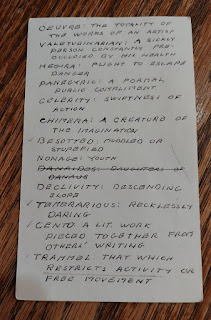 OEUVRE: THE TOTALITY OF
THE WORKS OF AN ARTIST
VALETUDINARIAN: A SICKLY
PERSON CONSTANTLY PRE-
OCCUPIED BY HIS HEALTH
HEGIRA: FLIGHT TO ESCAPE
DANGER
PANEGYRIC: A FORMAL
PUBLIC COMPLIMENT
CELERITY: SWIFTNESS OF
ACTION
CHIMERA: A CREATURE OF
THE IMAGINATION
BESOTTED: MUDDLED OR
STUPEFIED
NONAGE: YOUTH
DANAIDES: DAUGHTERS OF
DANAUS
DECLIVITY: DESCENDING
SLOPE
TEMERARIOUS: RECKLESSLY
DARING
CENTO A LIT. WORK
PIECED TOGETHER FROM
OTHERS' WRITING
TRAMMEL THAT WHICH
RESTRICTS ACTIVITY OR
FREE MOVEMENT